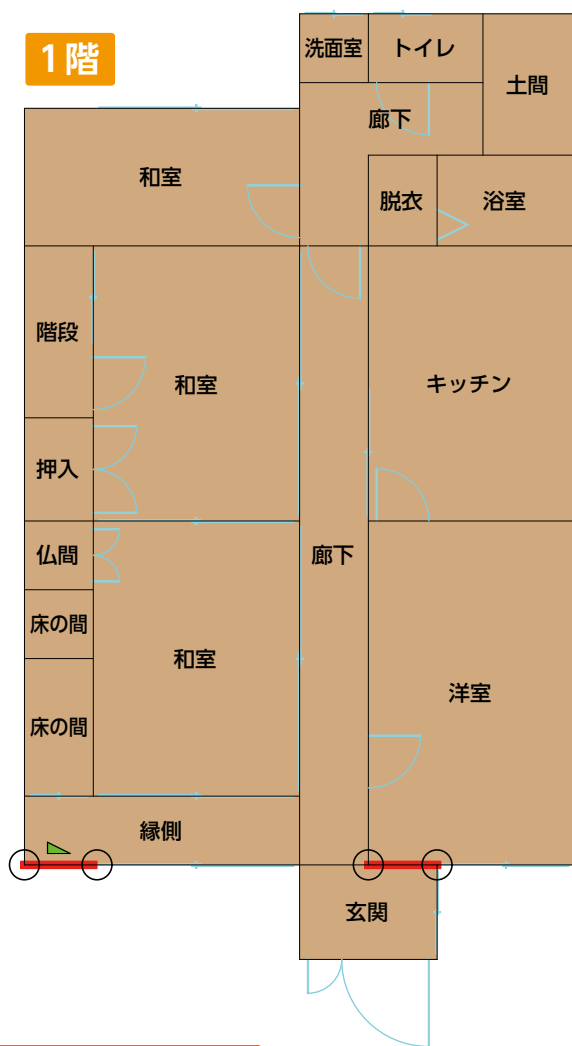 1階
洗面室
トイレ
土間
廊下
和室
脱衣
浴室
階段
和室
キッチン
押入
仏間
廊下
床の間
和室
洋室
床の間
縁側
玄関